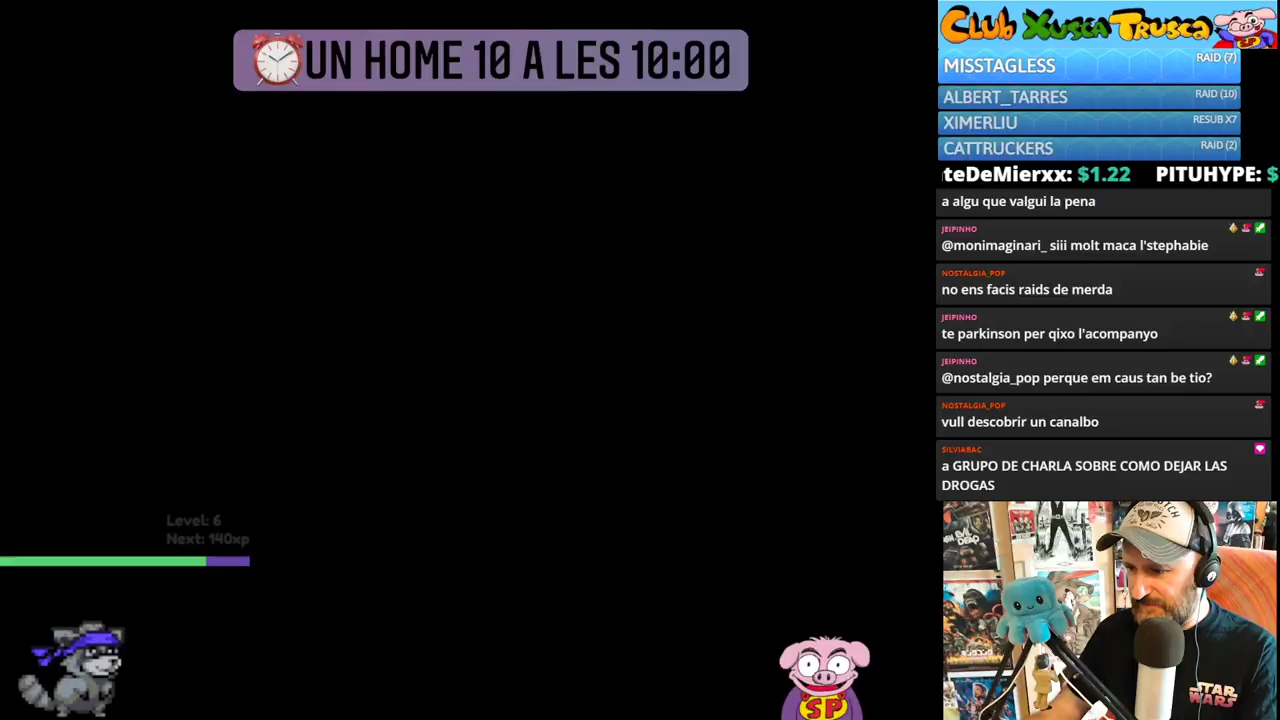 ⏰UN HOME 10 A LES 10:00
Club Xusca Trusca
SP
MISSTAGLESS RAID (7)
ALBERT_TARRES RAID (10)
XIMERLIU RESUB X7
CATTRUCKERS RAID (2)
teDeMierxx: $1.22 PITUHYPE: $
a algu que valgui la pena
JEIPINHO
@monimaginari_ siii molt maca l'stephabie
NOSTALGIA_POP
no ens facis raids de merda
JEIPINHO
te parkinson per qixo l'acompanyo
JEIPINHO
@nostalgia_pop perque em caus tan be tio?
NOSTALGIA_POP
vull descobrir un canalbo
SILVIABAC
a GRUPO DE CHARLA SOBRE COMO DEJAR LAS
DROGAS
Level: 6
Next: 140xp
SP
STAR
WARS